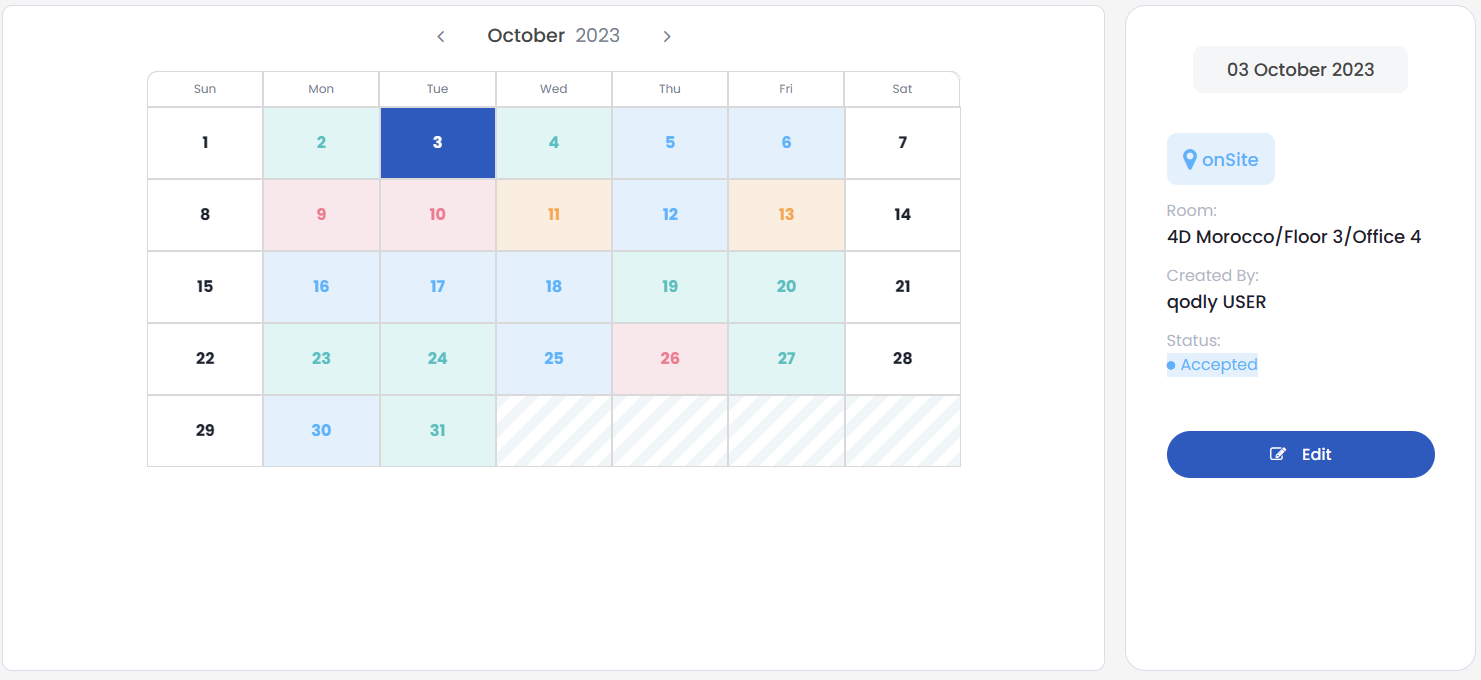 October 2023
Sun Mon Tue Wed Thu Fri Sat
1 2 3 4 5 6 7
8 9 10 11 12 13 14
15 16 17 18 19 20 21
22 23 24 25 26 27 28
29 30 31
03 October 2023
onSite
Room:
4D Morocco/Floor 3/Office 4
Created By:
qodly USER
Status:
Accepted
Edit